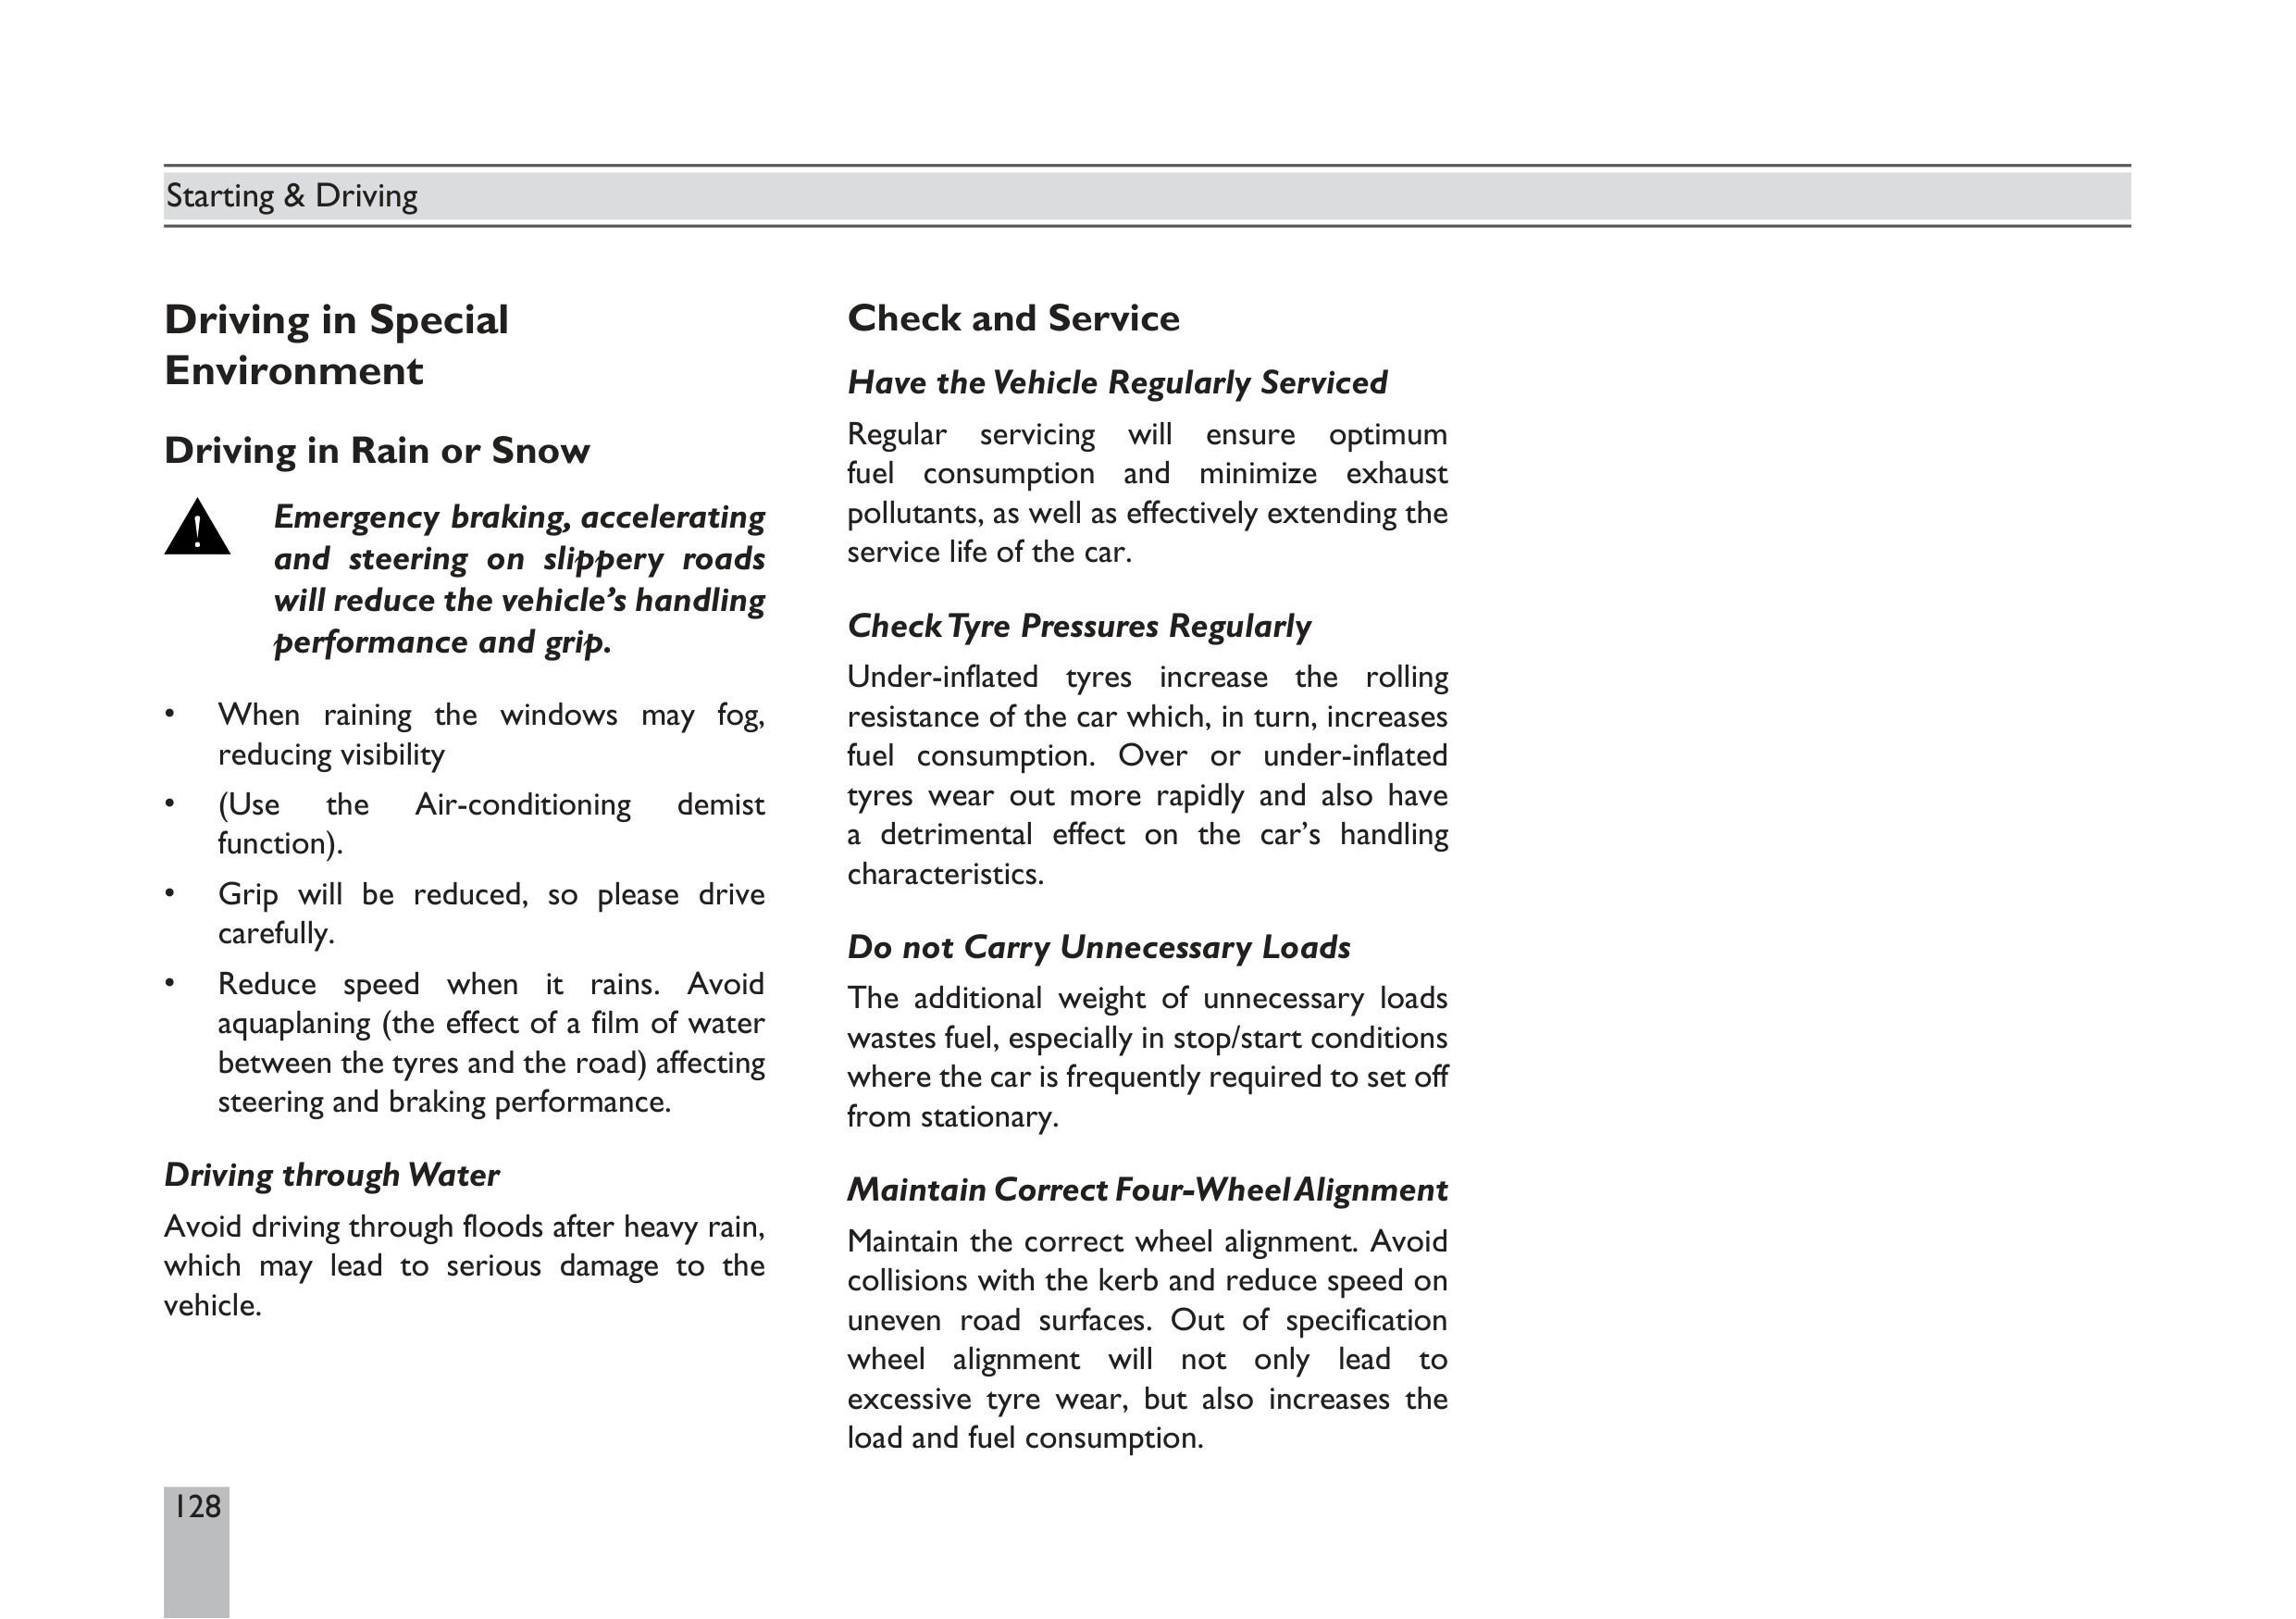 Starting & Driving
Driving in Special
Environment
Driving in Rain or Snow
Emergency braking, accelerating
and steering on slippery roads
will reduce the vehicle’s handling
performance and grip.
• When raining the windows may fog,
reducing visibility
• (Use the Air-conditioning demist
function).
• Grip will be reduced, so please drive
carefully.
• Reduce speed when it rains. Avoid
aquaplaning (the effect of a film of water
between the tyres and the road) affecting
steering and braking performance.
Driving through Water
Avoid driving through floods after heavy rain,
which may lead to serious damage to the
vehicle.
Check and Service
Have the Vehicle Regularly Serviced
Regular servicing will ensure optimum
fuel consumption and minimize exhaust
pollutants, as well as effectively extending the
service life of the car.
Check Tyre Pressures Regularly
Under-inflated tyres increase the rolling
resistance of the car which, in turn, increases
fuel consumption. Over or under-inflated
tyres wear out more rapidly and also have
a detrimental effect on the car’s handling
characteristics.
Do not Carry Unnecessary Loads
The additional weight of unnecessary loads
wastes fuel, especially in stop/start conditions
where the car is frequently required to set off
from stationary.
Maintain Correct Four-Wheel Alignment
Maintain the correct wheel alignment. Avoid
collisions with the kerb and reduce speed on
uneven road surfaces. Out of specification
wheel alignment will not only lead to
excessive tyre wear, but also increases the
load and fuel consumption.
128